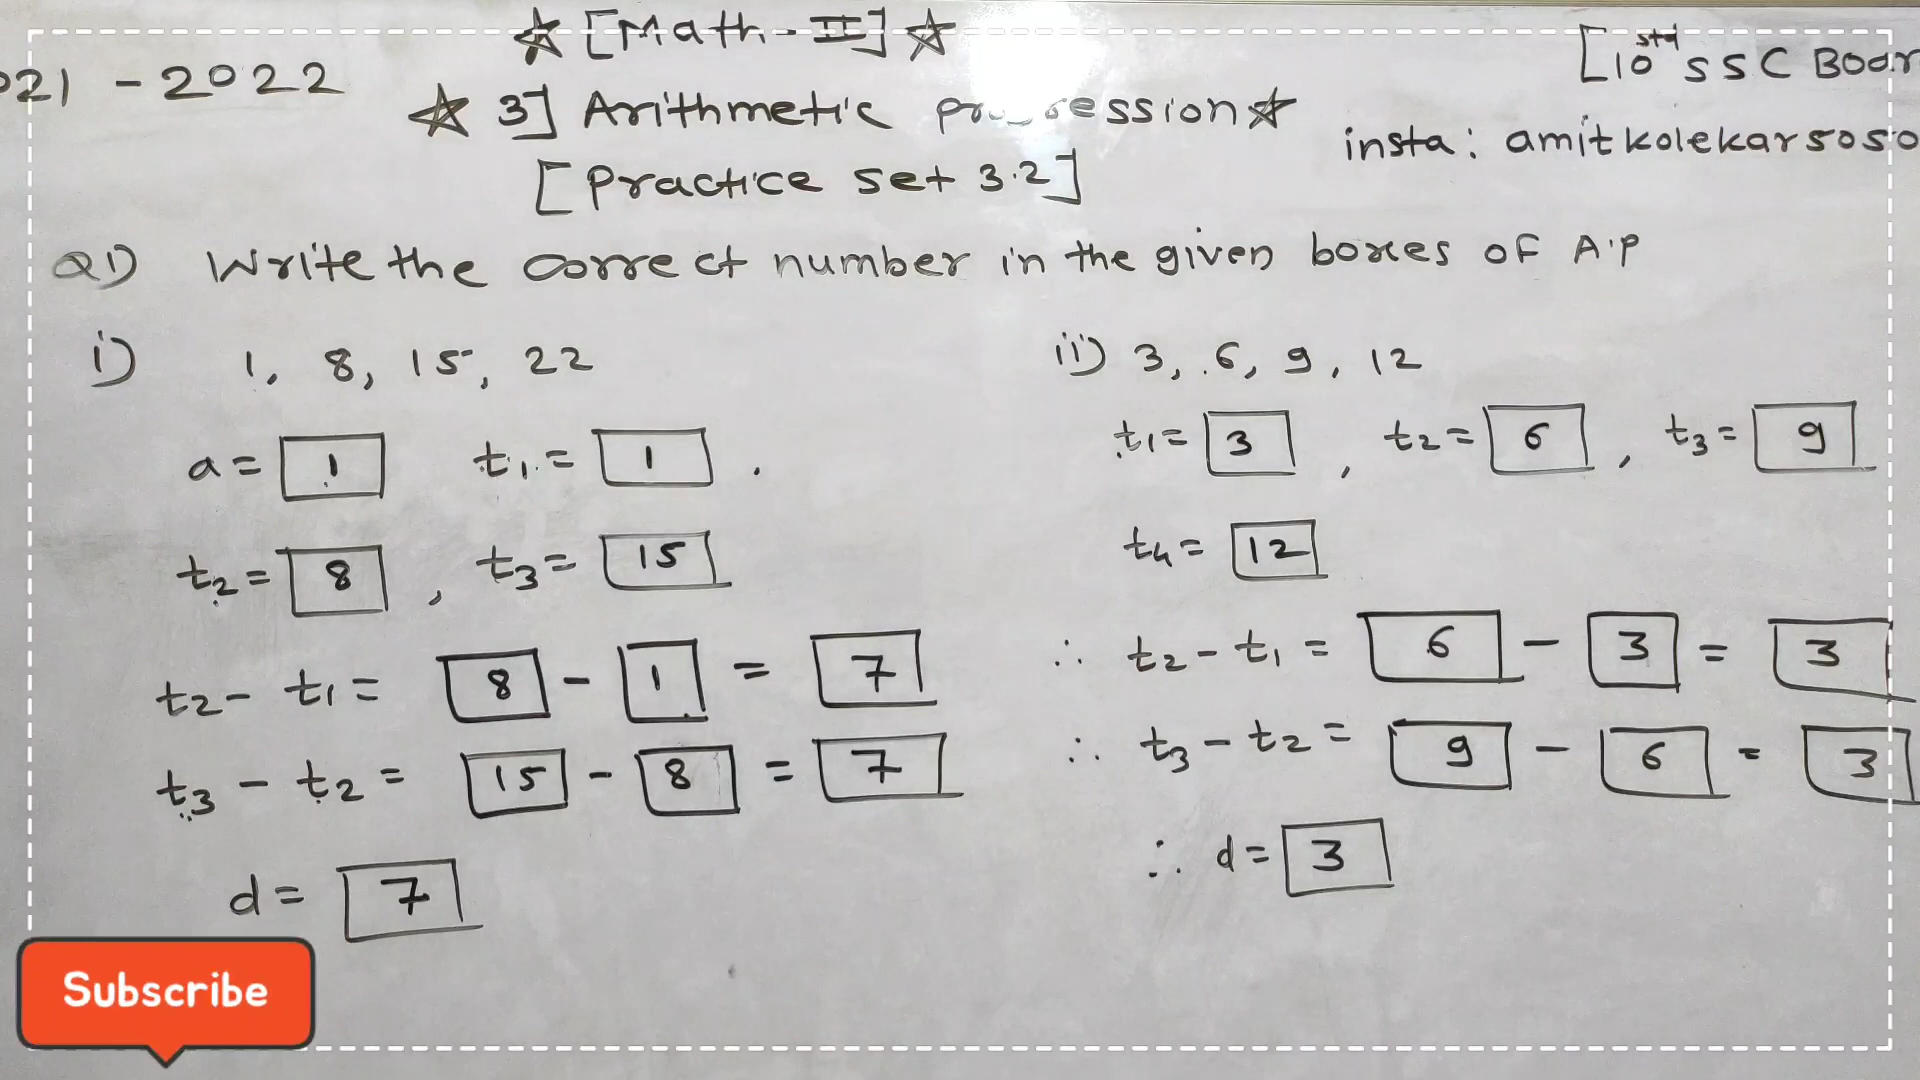 ☆ [Math-II] ☆
021 - 2022
[10 std SSC Boar
☆ 3] Arithmetic ☆
insta: amitkolekar5050
[Practice set 3.2]
Q1) Write the correct number in the given boxes of A.P
i) 1, 8, 15, 22
a = 1 t1 = 1 .
t2 = 8 , t3 = 15
t2 - t1 = 8 - 1 = 7
t3 - t2 = 15 - 8 = 7
d = 7
ii) 3, 6, 9, 12
t1 = 3 , t2 = 6 , t3 = 9
t4 = 12
∴ t2 - t1 = 6 - 3 = 3
∴ t3 - t2 = 9 - 6 = 3
∴ d = 3
Subscribe